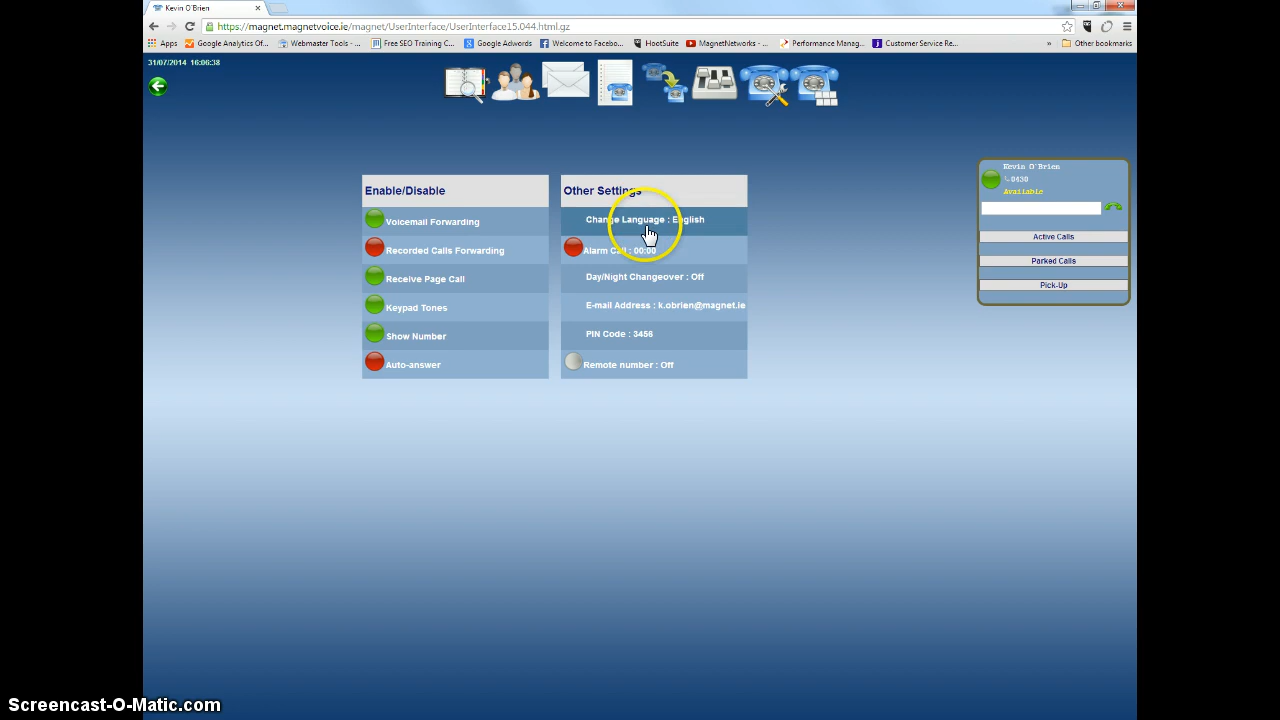 Kevin O'Brien
https://magnet.magnetvoice.ie/magnet/UserInterface/UserInterface15.044.html.gz
Apps Google Analytics Of... Webmaster Tools - ... Free SEO Training C... Google Adwords Welcome to Facebo... HootSuite MagnetNetworks - ... Performance Manag... Customer Service Re... » Other bookmarks
31/07/2014 16:06:38
Enable/Disable
Voicemail Forwarding
Recorded Calls Forwarding
Receive Page Call
Keypad Tones
Show Number
Auto-answer
Other Settings
Change Language : English
Alarm Call : 00:00
Day/Night Changeover : Off
E-mail Address : k.obrien@magnet.ie
PIN Code : 3456
Remote number : Off
Kevin O'Brien
0630
Available
Active Calls
Parked Calls
Pick-Up
Screencast-O-Matic.com